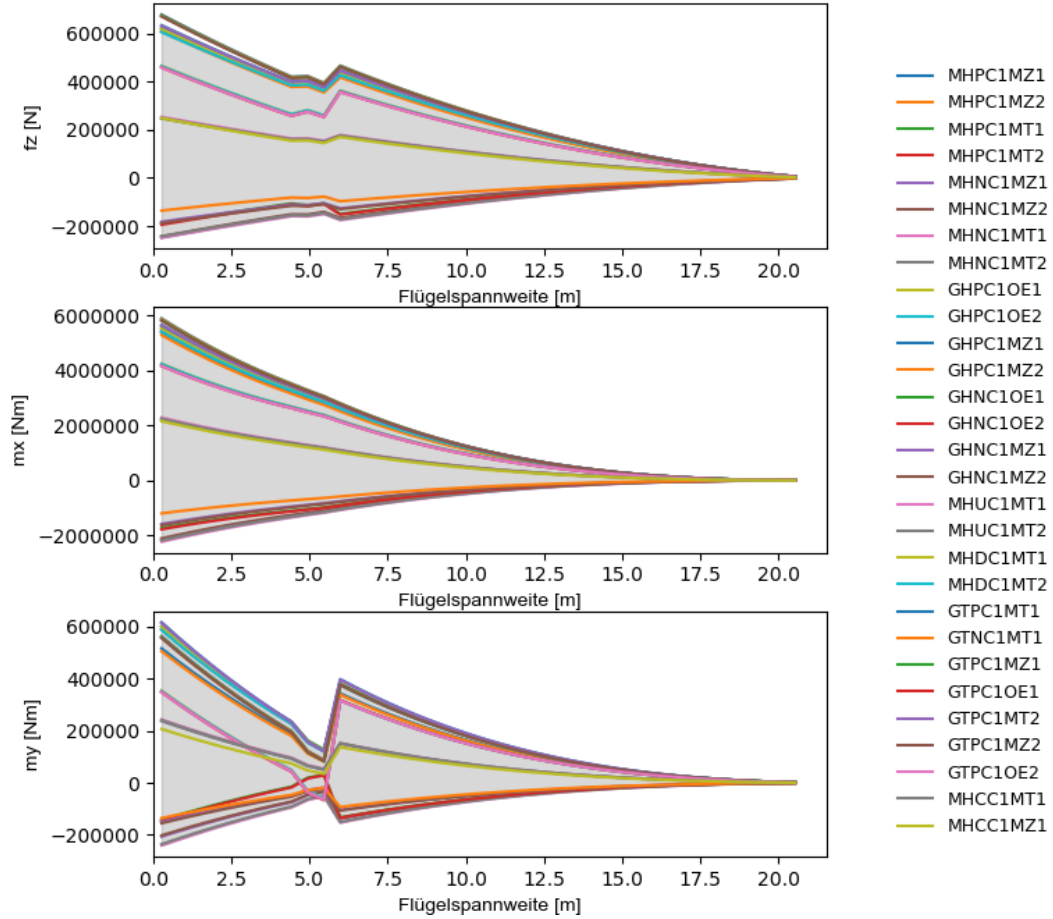 600000
400000
200000
0
−200000
fz [N]
0.0 2.5 5.0 7.5 10.0 12.5 15.0 17.5 20.0
Flügelspannweite [m]
6000000
4000000
2000000
0
−2000000
mx [Nm]
0.0 2.5 5.0 7.5 10.0 12.5 15.0 17.5 20.0
Flügelspannweite [m]
600000
400000
200000
0
−200000
my [Nm]
0.0 2.5 5.0 7.5 10.0 12.5 15.0 17.5 20.0
Flügelspannweite [m]
MHPC1MZ1
MHPC1MZ2
MHPC1MT1
MHPC1MT2
MHNC1MZ1
MHNC1MZ2
MHNC1MT1
MHNC1MT2
GHPC1OE1
GHPC1OE2
GHPC1MZ1
GHPC1MZ2
GHNC1OE1
GHNC1OE2
GHNC1MZ1
GHNC1MZ2
MHUC1MT1
MHUC1MT2
MHDC1MT1
MHDC1MT2
GTPC1MT1
GTNC1MT1
GTPC1MZ1
GTPC1OE1
GTPC1MT2
GTPC1MZ2
GTPC1OE2
MHCC1MT1
MHCC1MZ1